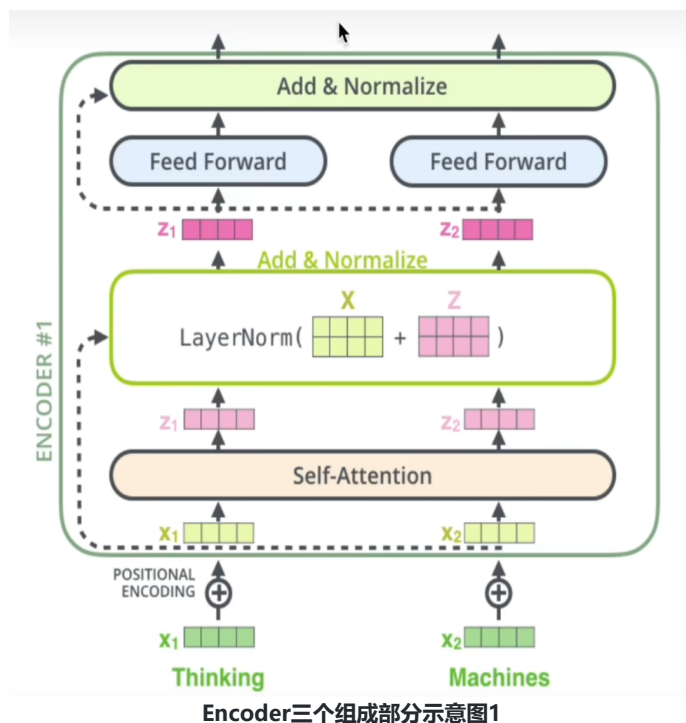 Add & Normalize
Feed Forward Feed Forward
z1 z2
Add & Normalize
X Z
LayerNorm( + )
ENCODER #1
z1 z2
Self-Attention
x1 x2
POSITIONAL
ENCODING
x1 x2
Thinking Machines
Encoder三个组成部分示意图1